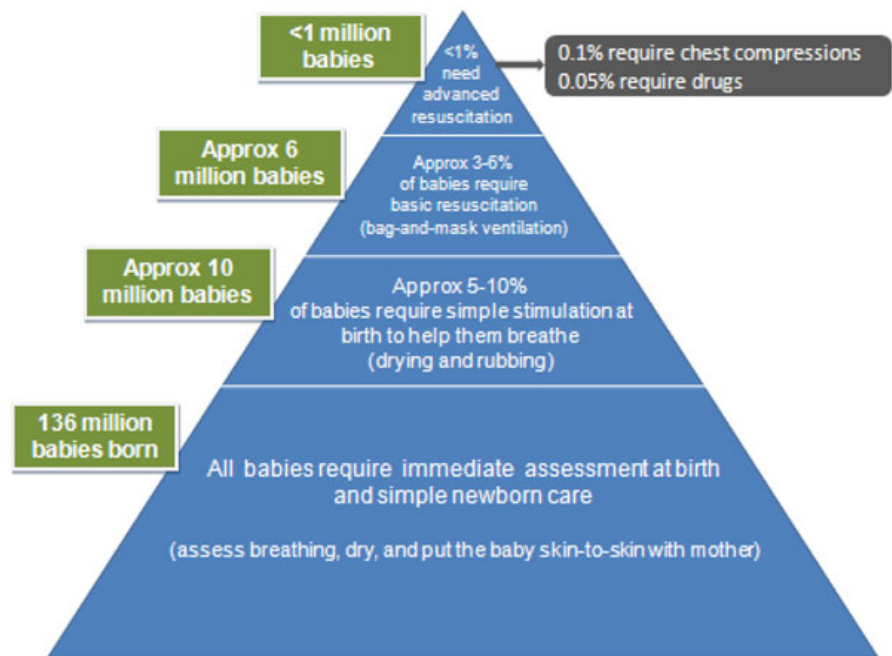 <1 million
babies
<1%
need
advanced
resuscitation
0.1% require chest compressions
0.05% require drugs
Approx 6
million babies
Approx 3-6%
of babies require
basic resuscitation
(bag-and-mask ventilation)
Approx 10
million babies
Approx 5-10%
of babies require simple stimulation at
birth to help them breathe
(drying and rubbing)
136 million
babies born
All babies require immediate assessment at birth
and simple newborn care
(assess breathing, dry, and put the baby skin-to-skin with mother)